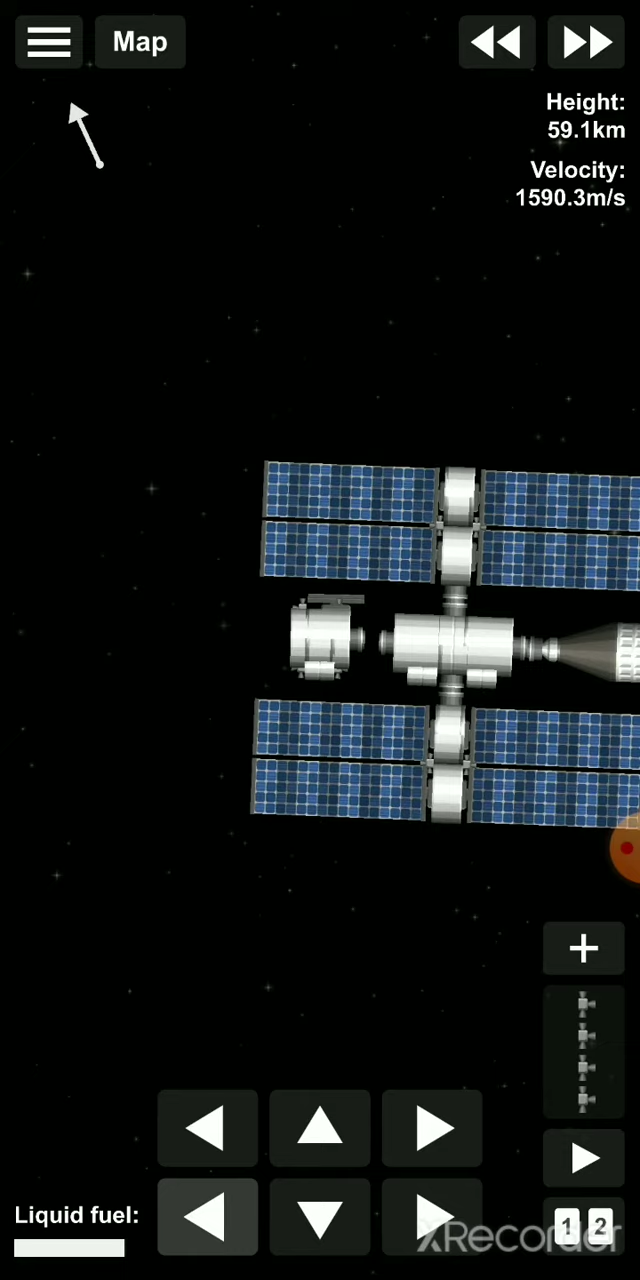 Map
Height:
59.1km
Velocity:
1590.3m/s
Liquid fuel:
1 2
XRecorder